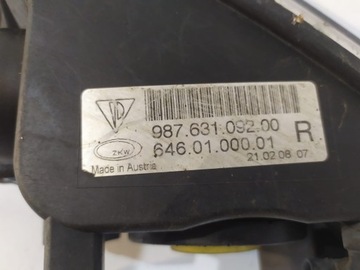 987.631.092.00
R
646.01.000.01
ZKW
21.02.08 07
Made in Austria